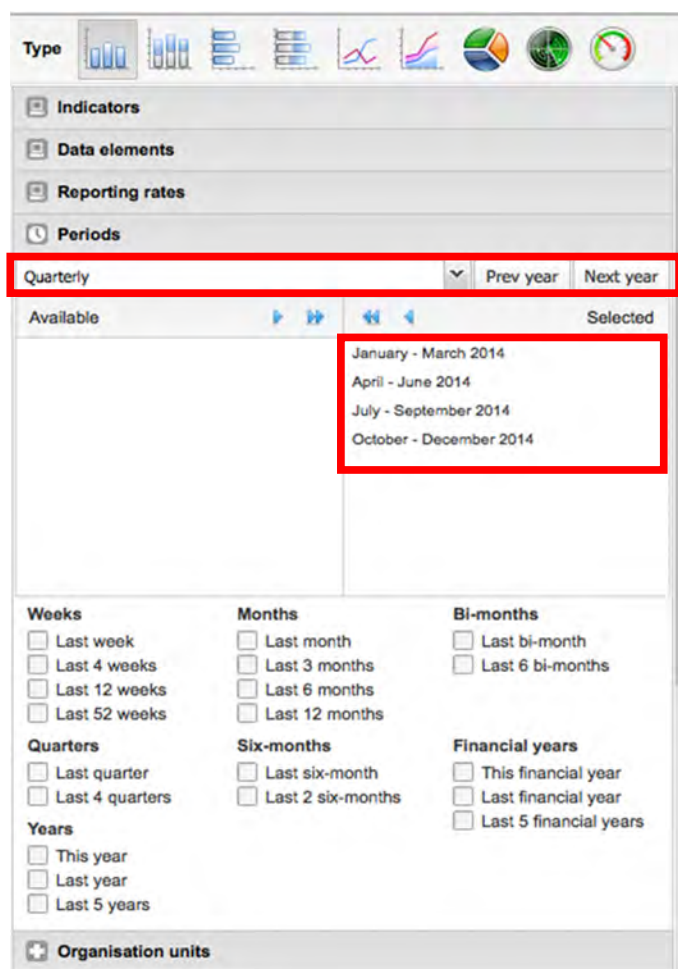 Type
Indicators
Data elements
Reporting rates
Periods
Quarterly Prev year Next year
Available Selected
January - March 2014
April - June 2014
July - September 2014
October - December 2014
Weeks Months Bi-months
Last week Last month Last bi-month
Last 4 weeks Last 3 months Last 6 bi-months
Last 12 weeks Last 6 months
Last 52 weeks Last 12 months
Quarters Six-months Financial years
Last quarter Last six-month This financial year
Last 4 quarters Last 2 six-months Last financial year
Last 5 financial years
Years
This year
Last year
Last 5 years
Organisation units